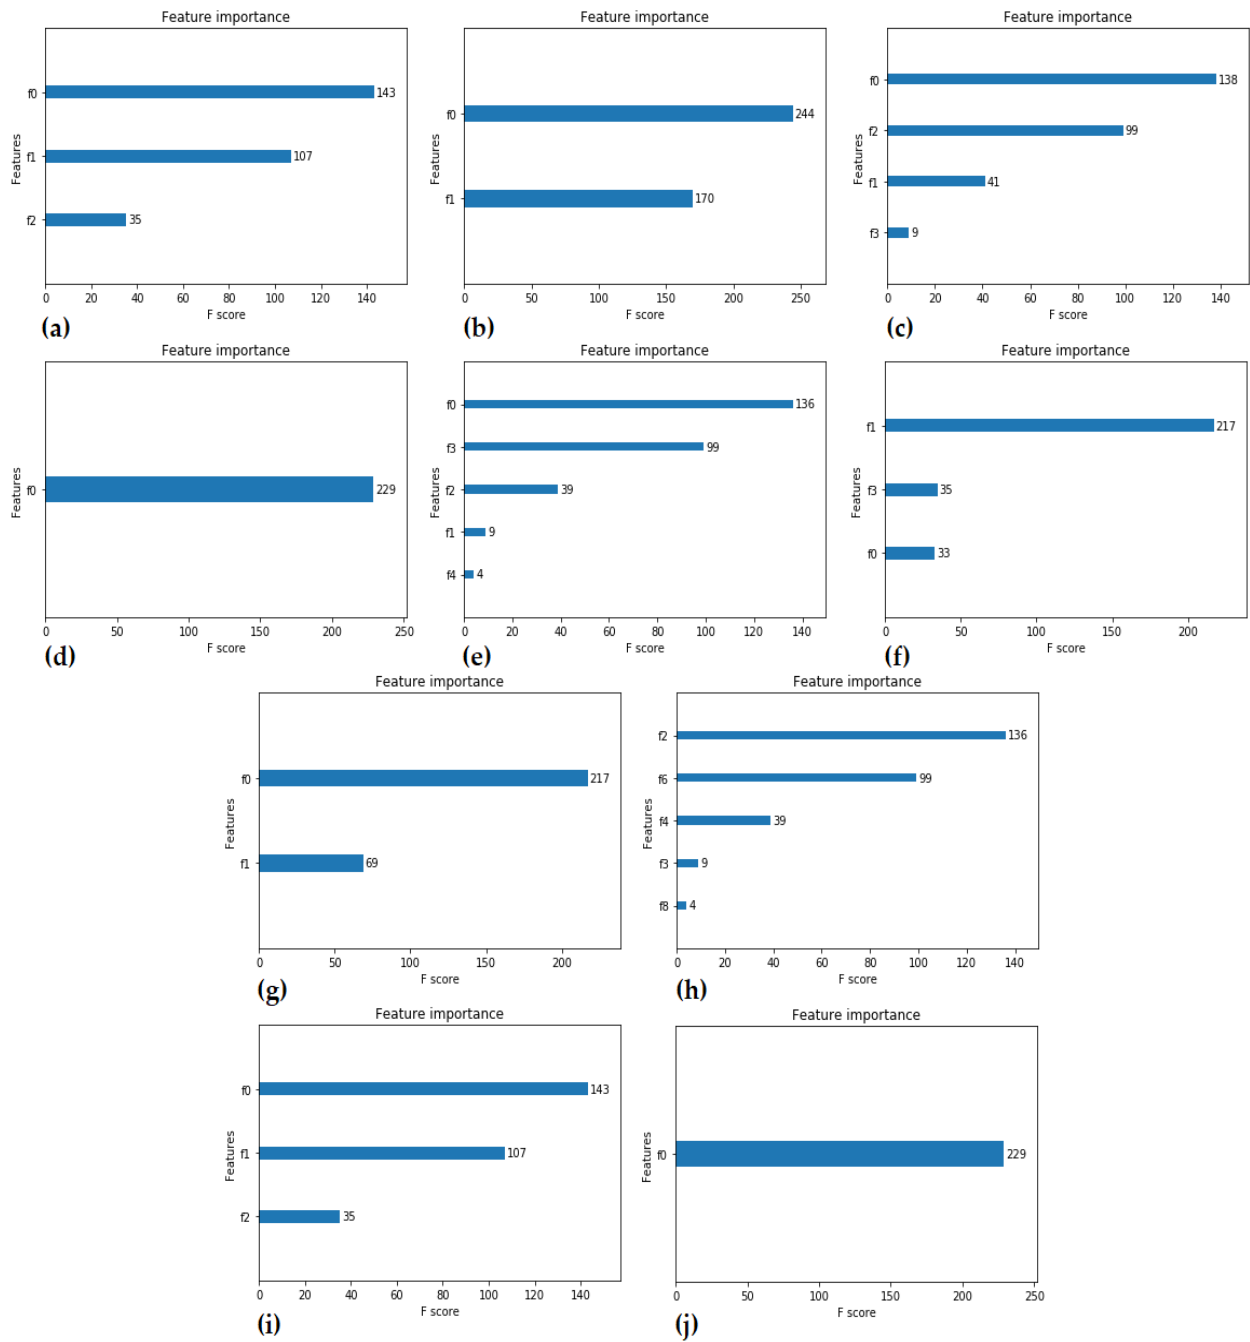 Feature importance
Features
f0
143
f1
107
f2
35
0 20 40 60 80 100 120 140
F score
(a)
Feature importance
Features
f0
244
f1
170
0 50 100 150 200 250
F score
(b)
Feature importance
Features
f0
138
f2
99
f1
41
f3
9
0 20 40 60 80 100 120 140
F score
(c)
Feature importance
Features
f0
229
0 50 100 150 200 250
F score
(d)
Feature importance
Features
f0
136
f3
99
f2
39
f1
9
f4
4
0 20 40 60 80 100 120 140
F score
(e)
Feature importance
Features
f1
217
f3
35
f0
33
0 50 100 150 200
F score
(f)
Feature importance
Features
f0
217
f1
69
0 50 100 150 200
F score
(g)
Feature importance
Features
f2
136
f6
99
f4
39
f3
9
f8
4
0 20 40 60 80 100 120 140
F score
(h)
Feature importance
Features
f0
143
f1
107
f2
35
0 20 40 60 80 100 120 140
F score
(i)
Feature importance
Features
f0
229
0 50 100 150 200 250
F score
(j)